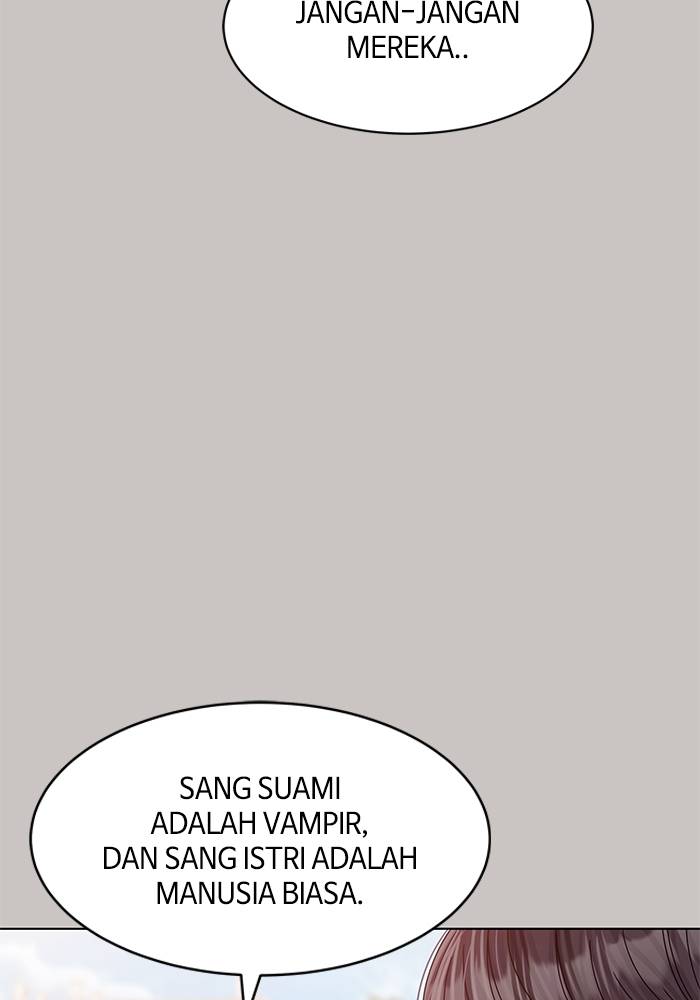 JANGAN-JANGAN
MEREKA..
SANG SUAMI
ADALAH VAMPIR,
DAN SANG ISTRI ADALAH
MANUSIA BIASA.